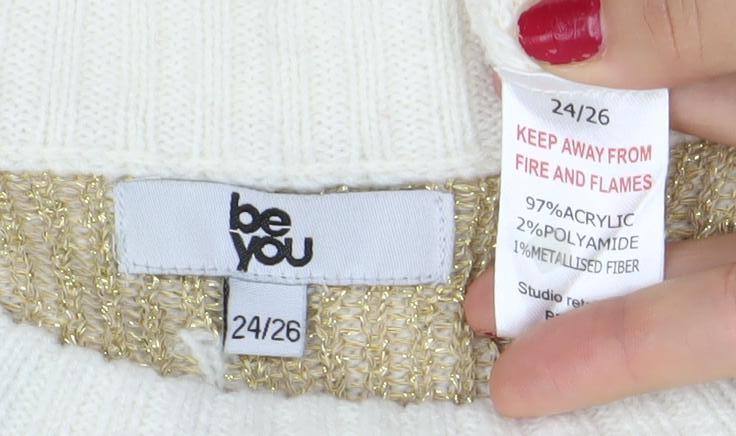 be
you
24/26
24/26
KEEP AWAY FROM
FIRE AND FLAMES
97%ACRYLIC
2%POLYAMIDE
1%METALLISED FIBER
Studio